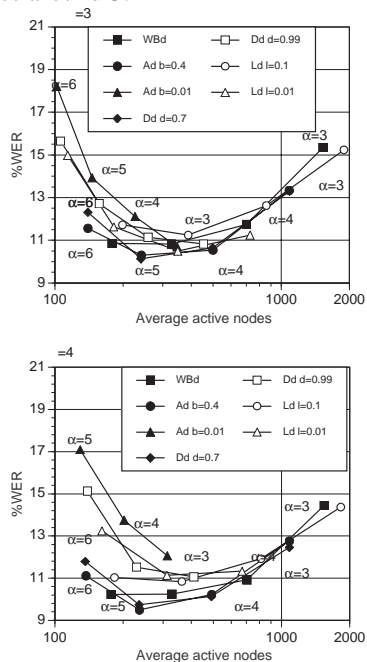 =3
21
19
17
15
13
11
9
%WER
WBd
Dd d=0.99
Ad b=0.4
Ld l=0.1
Ad b=0.01
Ld l=0.01
Dd d=0.7
α=6
α=5
α=4
α=3
α=3
α=3
α=6
α=3
α=4
α=6
α=5
α=4
100
1000
2000
Average active nodes
=4
21
19
17
15
13
11
9
%WER
WBd
Dd d=0.99
Ad b=0.4
Ld l=0.1
Ad b=0.01
Ld l=0.01
Dd d=0.7
α=5
α=4
α=3
α=6
α=3
α=4
α=3
α=6
α=5
α=4
100
1000
2000
Average active nodes